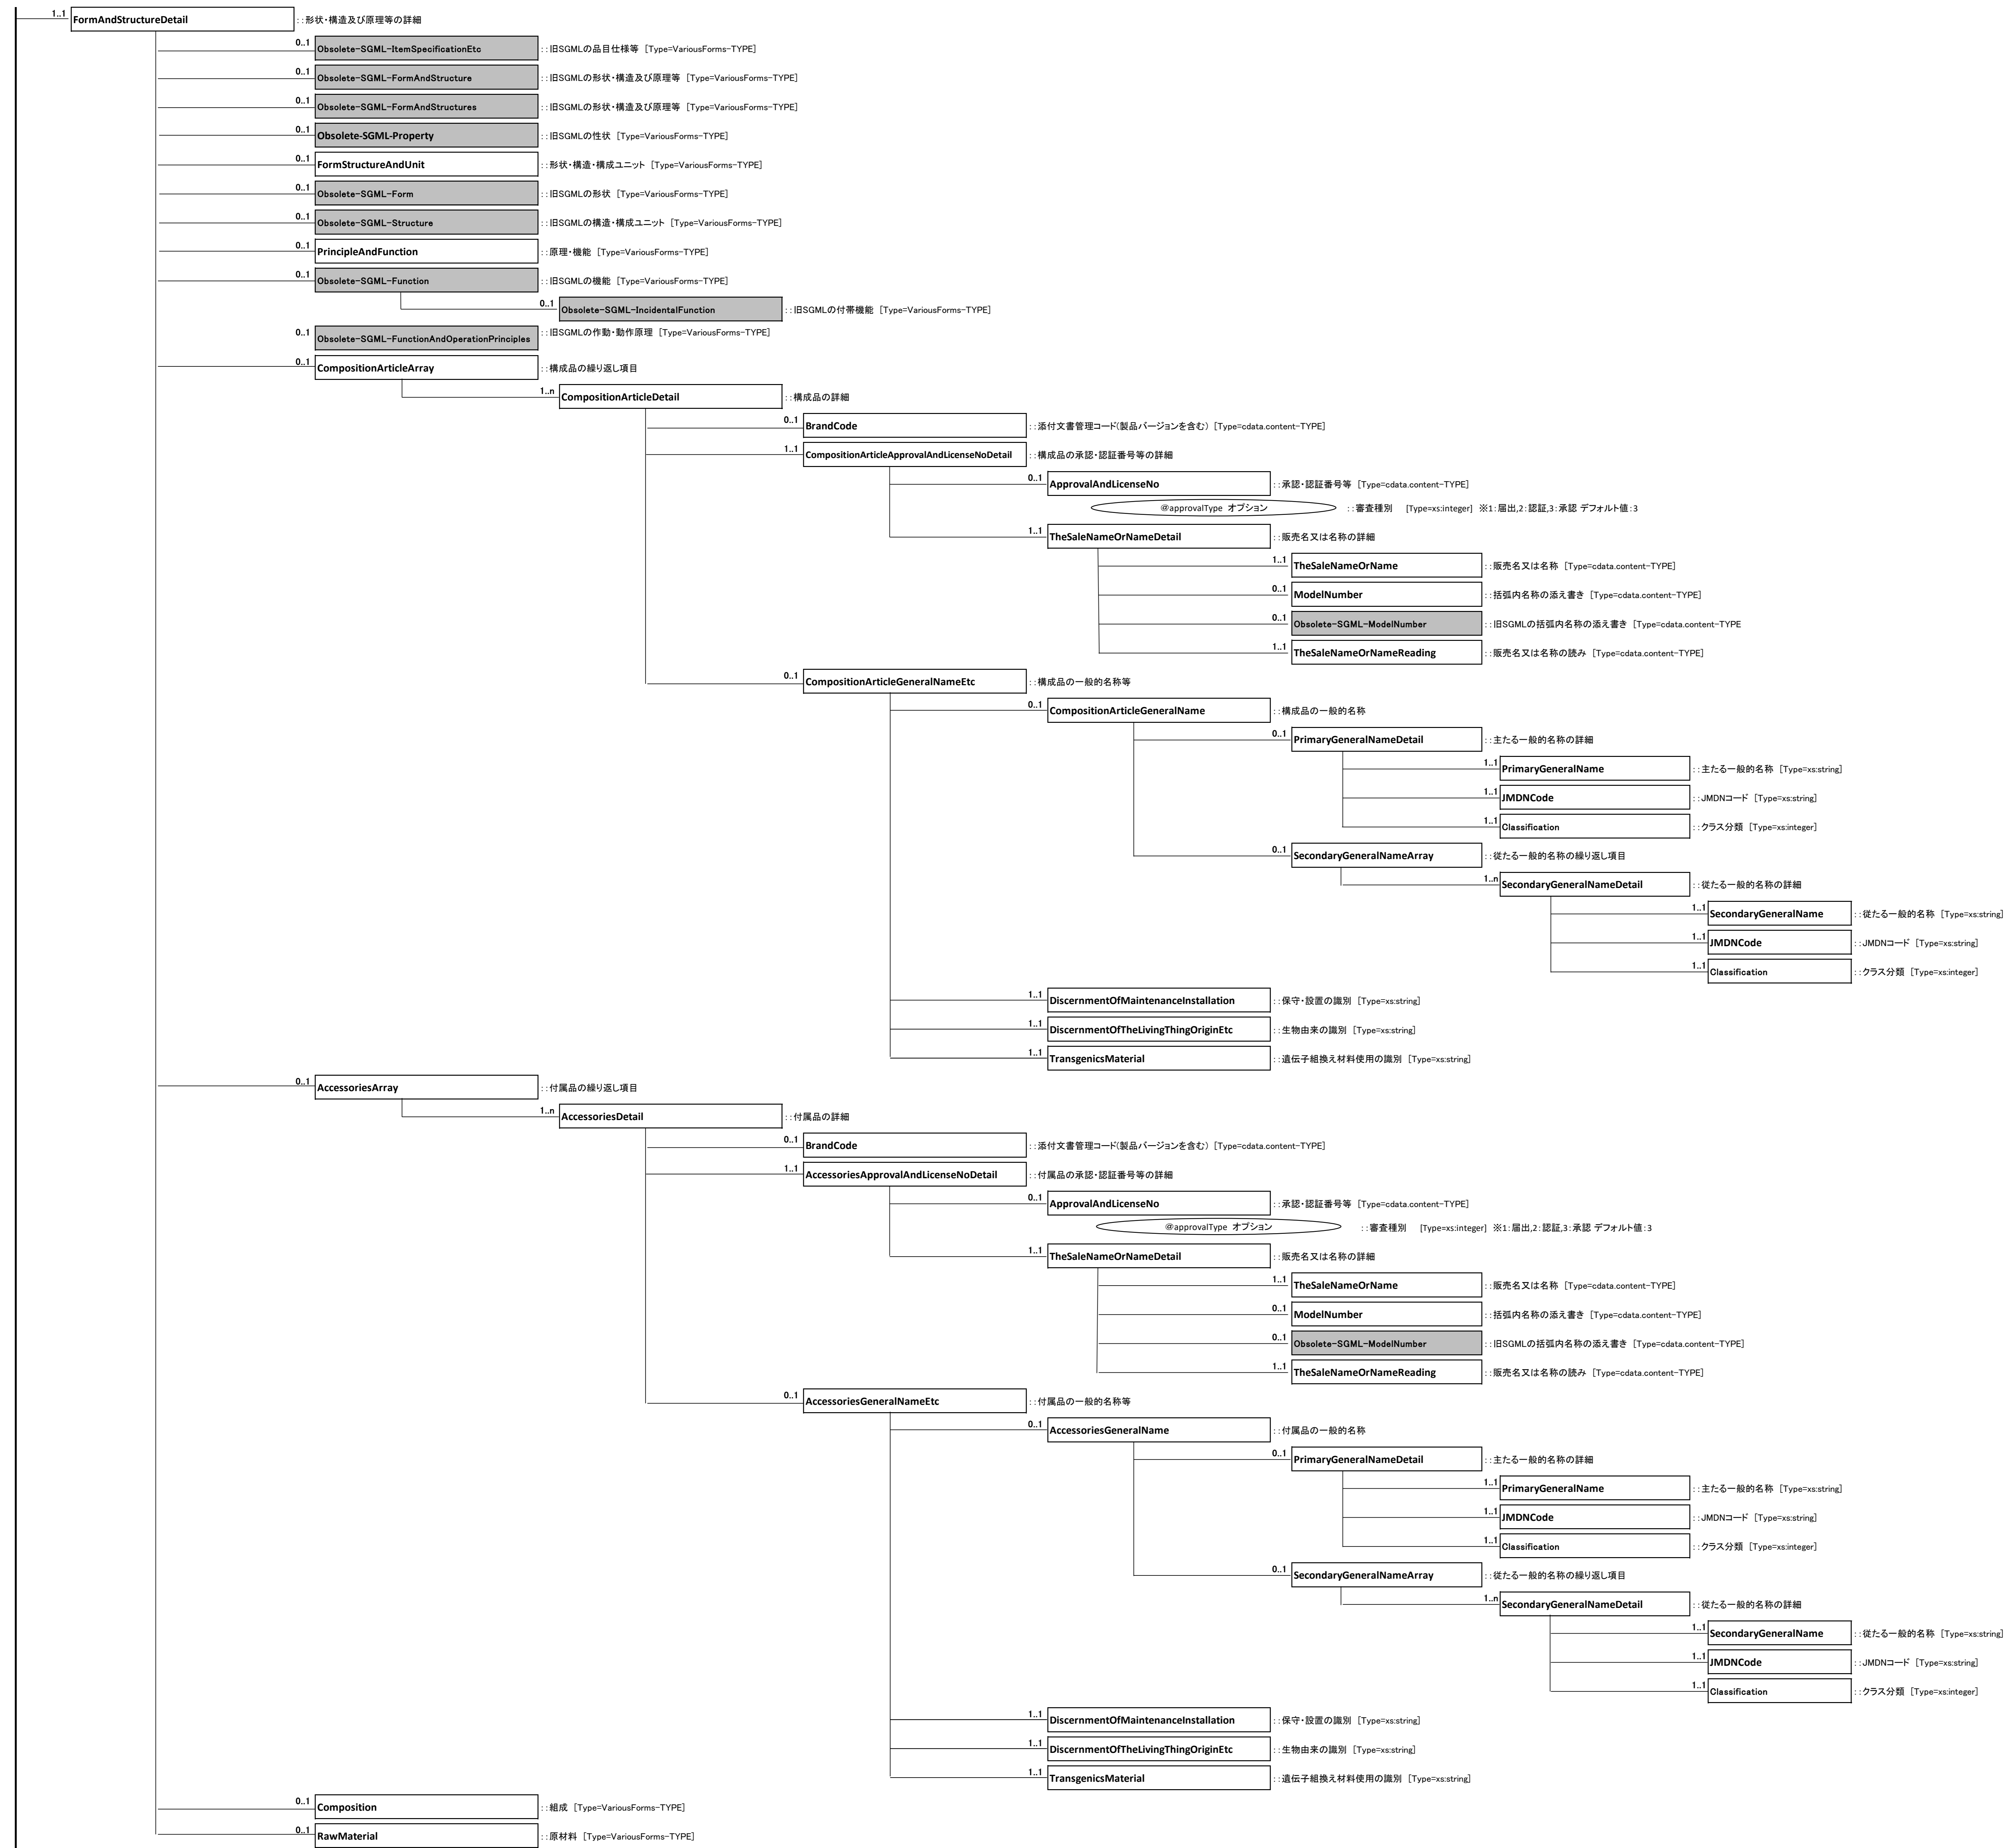 1..1 FormAndStructureDetail ::形状・構造及び原理等の詳細
0..1 Obsolete-SGML-ItemSpecificationEtc ::旧SGMLの品目仕様等 [Type=VariousForms-TYPE]
0..1 Obsolete-SGML-FormAndStructure ::旧SGMLの形状・構造及び原理等 [Type=VariousForms-TYPE]
0..1 Obsolete-SGML-FormAndStructures ::旧SGMLの形状・構造及び原理等 [Type=VariousForms-TYPE]
0..1 Obsolete-SGML-Property ::旧SGMLの性状 [Type=VariousForms-TYPE]
0..1 FormStructureAndUnit ::形状・構造・構成ユニット [Type=VariousForms-TYPE]
0..1 Obsolete-SGML-Form ::旧SGMLの形状 [Type=VariousForms-TYPE]
0..1 Obsolete-SGML-Structure ::旧SGMLの構造・構成ユニット [Type=VariousForms-TYPE]
0..1 PrincipleAndFunction ::原理・機能 [Type=VariousForms-TYPE]
0..1 Obsolete-SGML-Function ::旧SGMLの機能 [Type=VariousForms-TYPE]
0..1 Obsolete-SGML-IncidentalFunction ::旧SGMLの付帯機能 [Type=VariousForms-TYPE]
0..1 Obsolete-SGML-FunctionAndOperationPrinciples ::旧SGMLの作動・動作原理 [Type=VariousForms-TYPE]
0..1 CompositionArticleArray ::構成品の繰り返し項目
1..n CompositionArticleDetail ::構成品の詳細
0..1 BrandCode ::添付文書管理コード(製品バージョンを含む) [Type=cdata.content-TYPE]
1..1 CompositionArticleApprovalAndLicenseNoDetail ::構成品の承認・認証番号等の詳細
0..1 ApprovalAndLicenseNo ::承認・認証番号等 [Type=cdata.content-TYPE]
@approvalType オプション ::審査種別 [Type=xs:integer] ※1:届出,2:認証,3:承認 デフォルト値:3
1..1 TheSaleNameOrNameDetail ::販売名又は名称の詳細
1..1 TheSaleNameOrName ::販売名又は名称 [Type=cdata.content-TYPE]
0..1 ModelNumber ::括弧内名称の添え書き [Type=cdata.content-TYPE]
0..1 Obsolete-SGML-ModelNumber ::旧SGMLの括弧内名称の添え書き [Type=cdata.content-TYPE
1..1 TheSaleNameOrNameReading ::販売名又は名称の読み [Type=cdata.content-TYPE]
0..1 CompositionArticleGeneralNameEtc ::構成品の一般的名称等
0..1 CompositionArticleGeneralName ::構成品の一般的名称
0..1 PrimaryGeneralNameDetail ::主たる一般的名称の詳細
1..1 PrimaryGeneralName ::主たる一般的名称 [Type=xs:string]
1..1 JMDNCode ::JMDNコード [Type=xs:string]
1..1 Classification ::クラス分類 [Type=xs:integer]
0..1 SecondaryGeneralNameArray ::従たる一般的名称の繰り返し項目
1..n SecondaryGeneralNameDetail ::従たる一般的名称の詳細
1..1 SecondaryGeneralName ::従たる一般的名称 [Type=xs:string]
1..1 JMDNCode ::JMDNコード [Type=xs:string]
1..1 Classification ::クラス分類 [Type=xs:integer]
1..1 DiscernmentOfMaintenanceInstallation ::保守・設置の識別 [Type=xs:string]
1..1 DiscernmentOfTheLivingThingOriginEtc ::生物由来の識別 [Type=xs:string]
1..1 TransgenicsMaterial ::遺伝子組換え材料使用の識別 [Type=xs:string]
0..1 AccessoriesArray ::付属品の繰り返し項目
1..n AccessoriesDetail ::付属品の詳細
0..1 BrandCode ::添付文書管理コード(製品バージョンを含む) [Type=cdata.content-TYPE]
1..1 AccessoriesApprovalAndLicenseNoDetail ::付属品の承認・認証番号等の詳細
0..1 ApprovalAndLicenseNo ::承認・認証番号等 [Type=cdata.content-TYPE]
@approvalType オプション ::審査種別 [Type=xs:integer] ※1:届出,2:認証,3:承認 デフォルト値:3
1..1 TheSaleNameOrNameDetail ::販売名又は名称の詳細
1..1 TheSaleNameOrName ::販売名又は名称 [Type=cdata.content-TYPE]
0..1 ModelNumber ::括弧内名称の添え書き [Type=cdata.content-TYPE]
0..1 Obsolete-SGML-ModelNumber ::旧SGMLの括弧内名称の添え書き [Type=cdata.content-TYPE]
1..1 TheSaleNameOrNameReading ::販売名又は名称の読み [Type=cdata.content-TYPE]
0..1 AccessoriesGeneralNameEtc ::付属品の一般的名称等
0..1 AccessoriesGeneralName ::付属品の一般的名称
0..1 PrimaryGeneralNameDetail ::主たる一般的名称の詳細
1..1 PrimaryGeneralName ::主たる一般的名称 [Type=xs:string]
1..1 JMDNCode ::JMDNコード [Type=xs:string]
1..1 Classification ::クラス分類 [Type=xs:integer]
0..1 SecondaryGeneralNameArray ::従たる一般的名称の繰り返し項目
1..n SecondaryGeneralNameDetail ::従たる一般的名称の詳細
1..1 SecondaryGeneralName ::従たる一般的名称 [Type=xs:string]
1..1 JMDNCode ::JMDNコード [Type=xs:string]
1..1 Classification ::クラス分類 [Type=xs:integer]
1..1 DiscernmentOfMaintenanceInstallation ::保守・設置の識別 [Type=xs:string]
1..1 DiscernmentOfTheLivingThingOriginEtc ::生物由来の識別 [Type=xs:string]
1..1 TransgenicsMaterial ::遺伝子組換え材料使用の識別 [Type=xs:string]
0..1 Composition ::組成 [Type=VariousForms-TYPE]
0..1 RawMaterial ::原材料 [Type=VariousForms-TYPE]